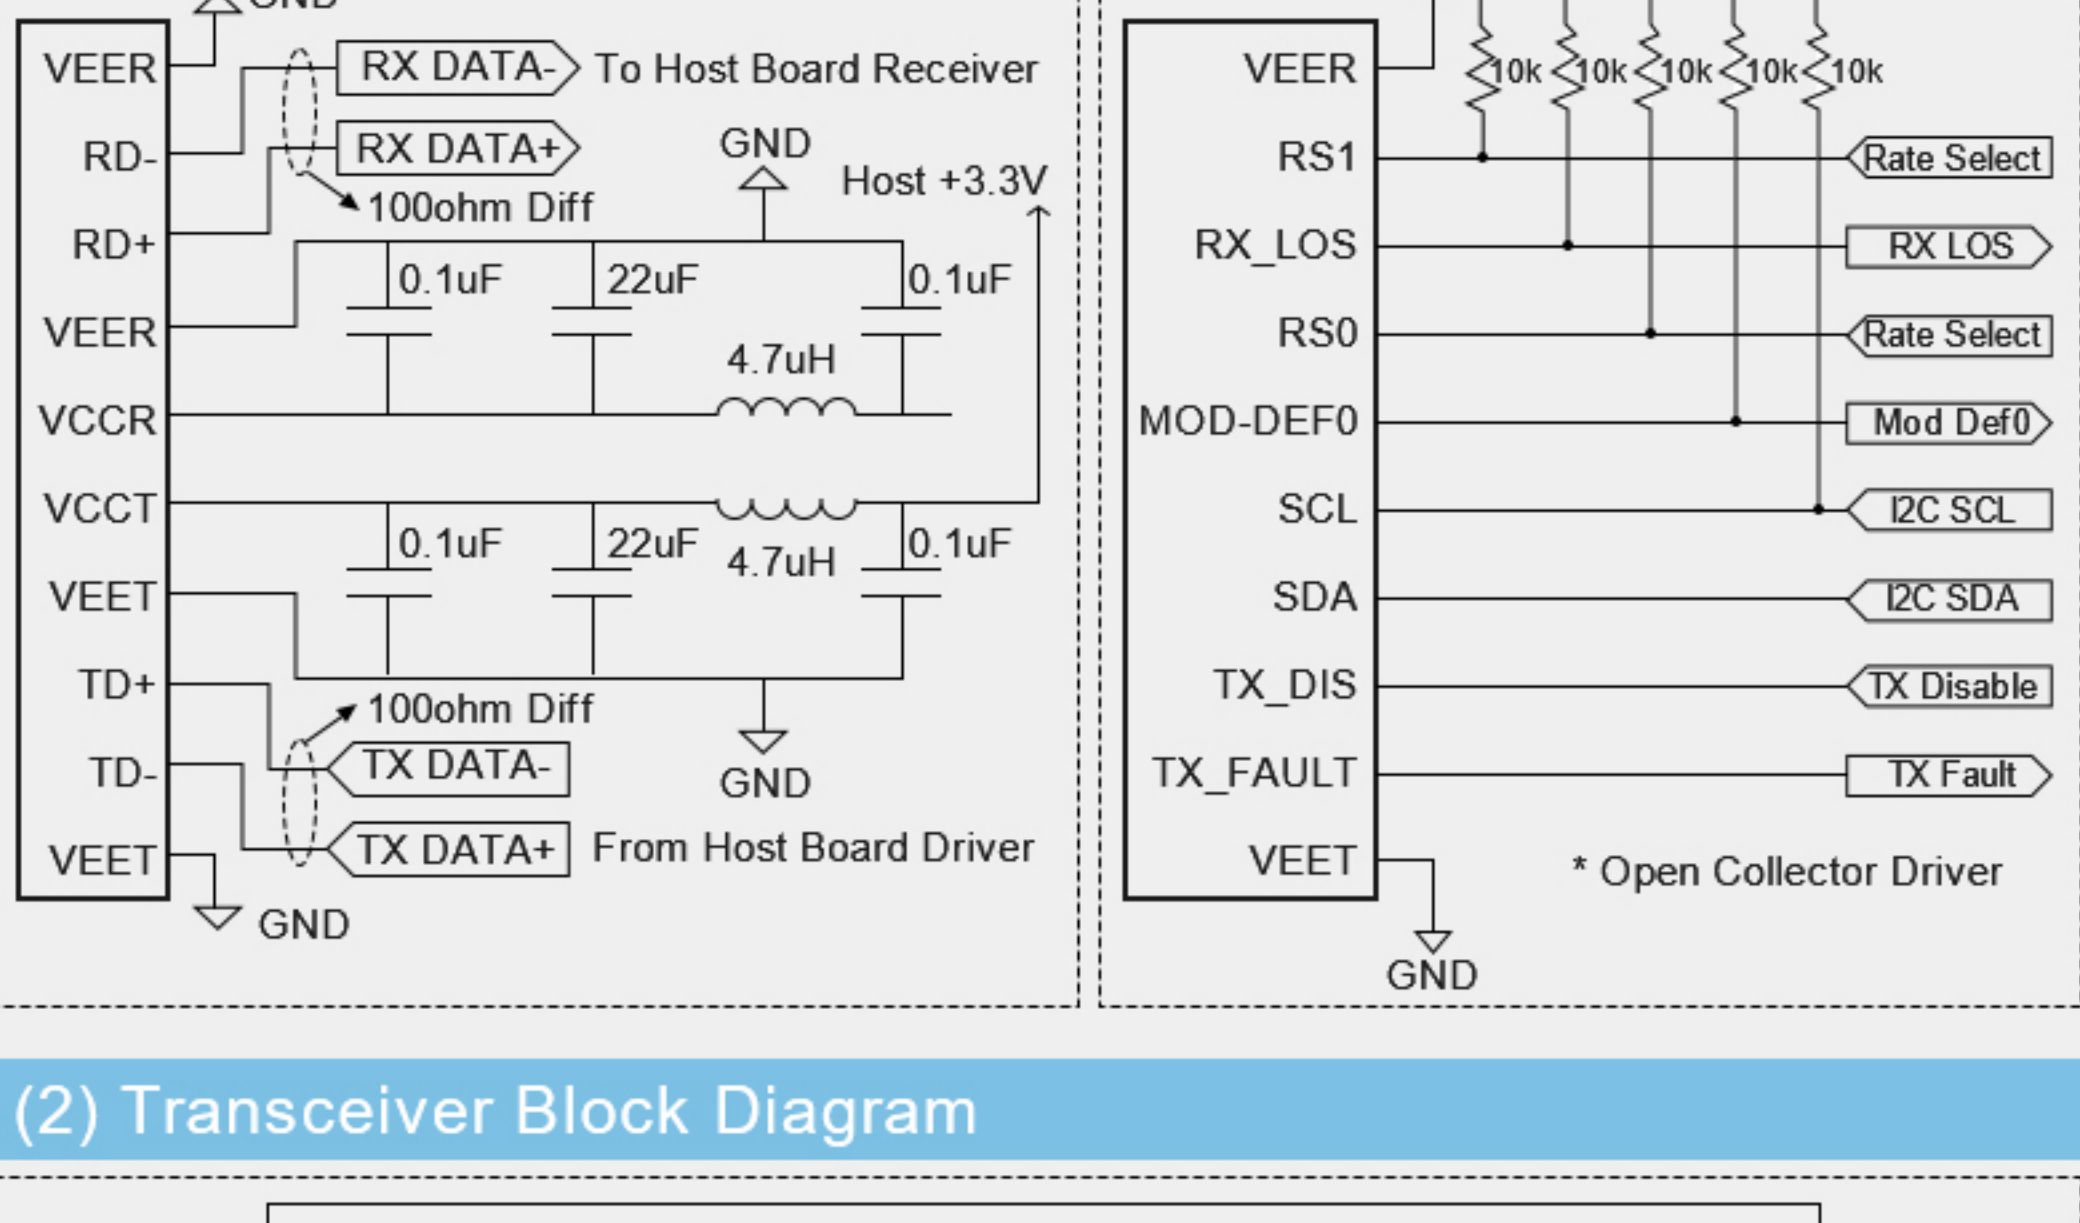 GND
VEER
RX DATA-
To Host Board Receiver
RD-
RX DATA+
100ohm Diff
RD+
GND
Host +3.3V
0.1uF
22uF
0.1uF
VEER
4.7uH
VCCR
VCCT
0.1uF
22uF
4.7uH
0.1uF
VEET
TD+
100ohm Diff
TD-
TX DATA-
GND
VEET
TX DATA+
From Host Board Driver
GND
VEER
10k
10k
10k
10k
10k
RS1
Rate Select
RX_LOS
RX LOS
RS0
Rate Select
MOD-DEF0
Mod Def0
SCL
I2C SCL
SDA
I2C SDA
TX_DIS
TX Disable
TX_FAULT
TX Fault
VEET
* Open Collector Driver
GND
(2) Transceiver Block Diagram